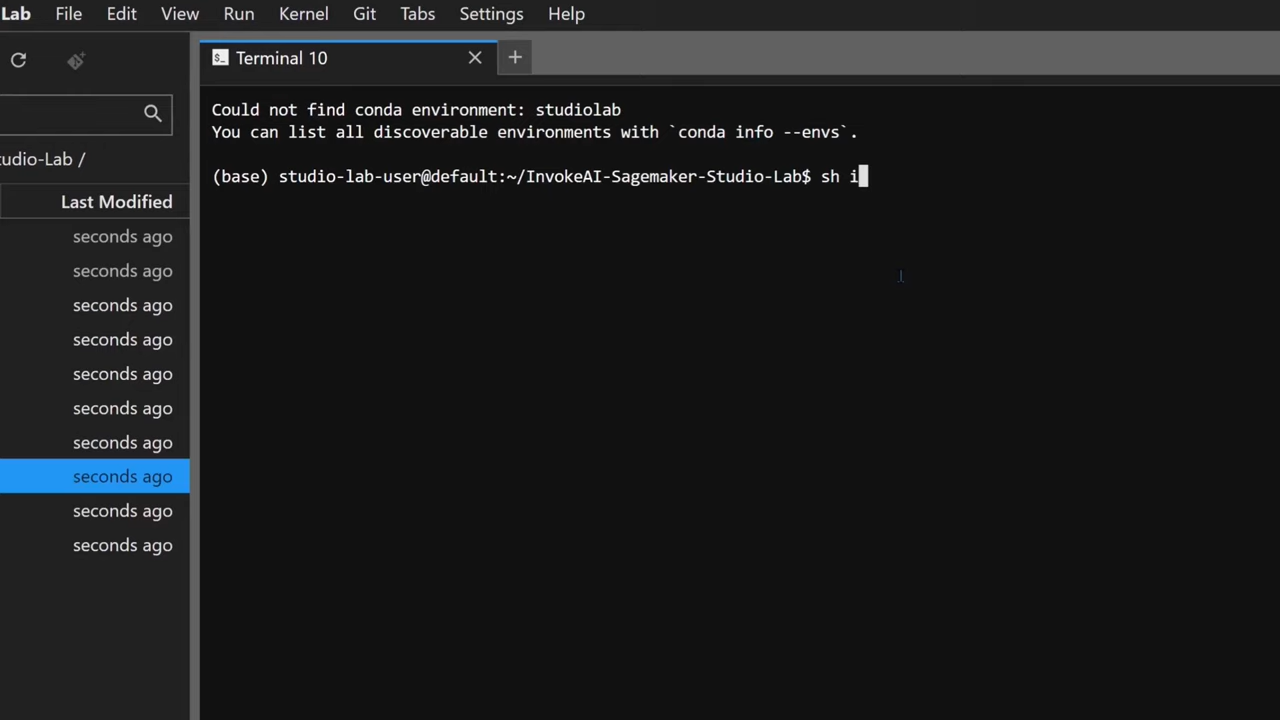 Lab File Edit View Run Kernel Git Tabs Settings Help
Terminal 10
Could not find conda environment: studiolab
You can list all discoverable environments with `conda info --envs`.
(base) studio-lab-user@default:~/InvokeAI-Sagemaker-Studio-Lab$ sh i
tudio-Lab /
Last Modified
seconds ago
seconds ago
seconds ago
seconds ago
seconds ago
seconds ago
seconds ago
seconds ago
seconds ago
seconds ago